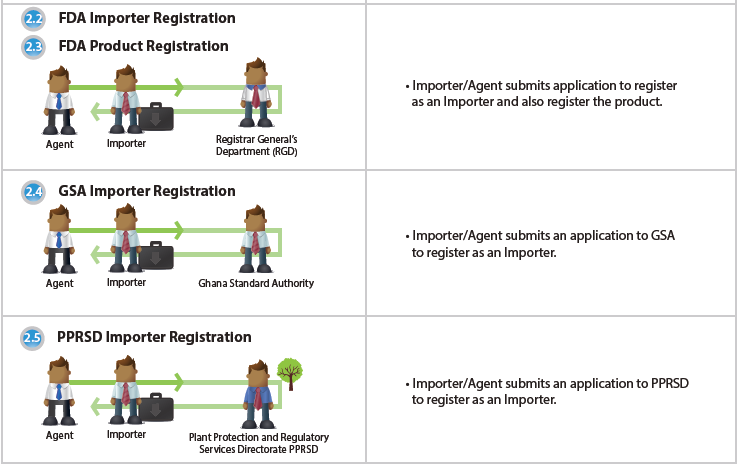 2.2 FDA Importer Registration
2.3 FDA Product Registration
Agent
Importer
Registrar General's
Department (RGD)
• Importer/Agent submits application to register
as an Importer and also register the product.
2.4 GSA Importer Registration
Agent
Importer
Ghana Standard Authority
• Importer/Agent submits an application to GSA
to register as an Importer.
2.5 PPRSD Importer Registration
Agent
Importer
Plant Protection and Regulatory
Services Directorate PPRSD
• Importer/Agent submits an application to PPRSD
to register as an Importer.